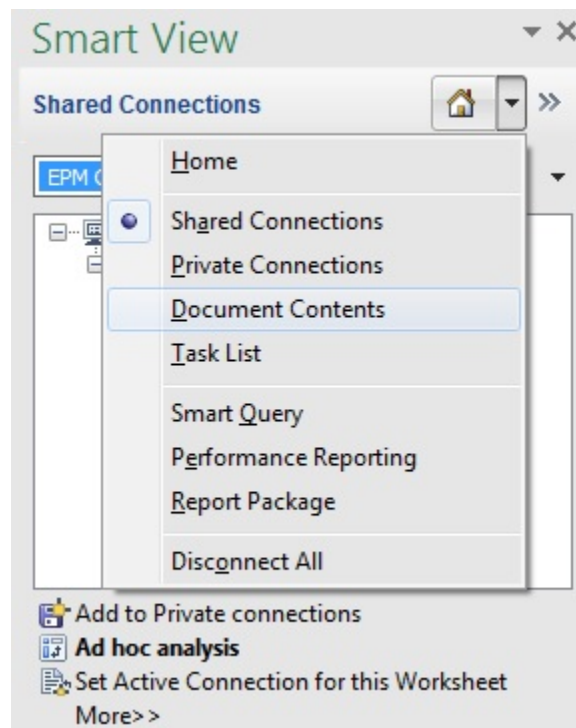 Smart View
Shared Connections
Home
EPM
Shared Connections
Private Connections
Document Contents
Task List
Smart Query
Performance Reporting
Report Package
Disconnect All
Add to Private connections
Ad hoc analysis
Set Active Connection for this Worksheet
More>>